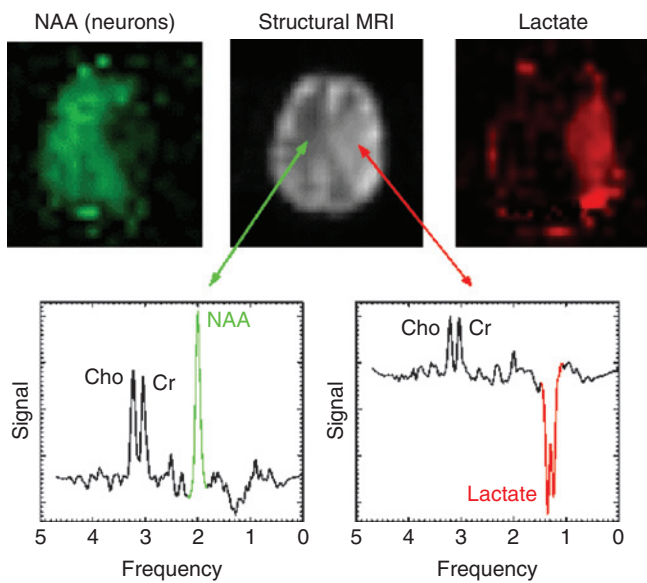 NAA (neurons)
Structural MRI
Lactate
NAA
Cho
Cr
Signal
5 4 3 2 1 0
Frequency
Cho
Cr
Lactate
Signal
5 4 3 2 1 0
Frequency